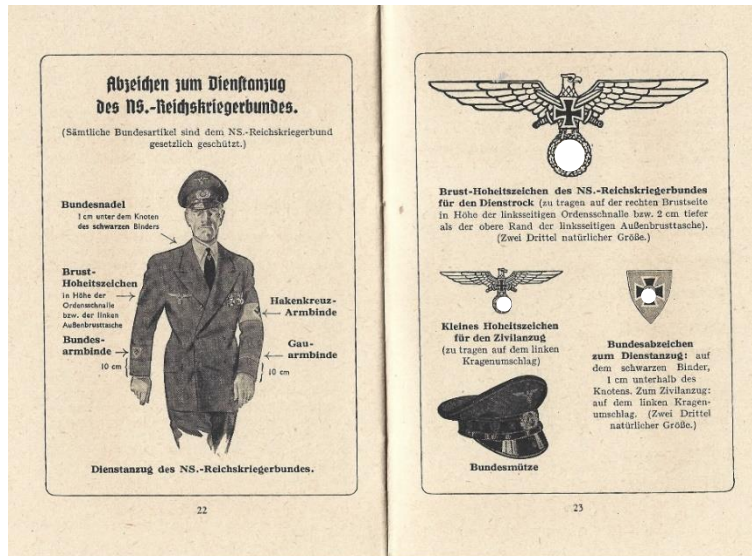 Abzeichen zum Dienstanzug
des NS.-Reichskriegerbundes.
(Sämtliche Bundesartikel sind dem NS.-Reichskriegerbund
gesetzlich geschützt.)
Bundesnadel
1 cm unter dem Knoten
des schwarzen Binders
Brust-
Hoheitszeichen
in Höhe der
Ordensschnalle
bzw. der linken
Außenbrusttasche
Bundes-
armbinde
10 cm
Hakenkreuz-
Armbinde
Gau-
armbinde
10 cm
Dienstanzug des NS.-Reichskriegerbundes.
22
Brust-Hoheitszeichen des NS.-Reichskriegerbundes
für den Dienstrock (zu tragen auf der rechten Brustseite
in Höhe der linksseitigen Ordensschnalle bzw. 2 cm tiefer
als der obere Rand der linksseitigen Außenbrusttasche).
(Zwei Drittel natürlicher Größe.)
Kleines Hoheitszeichen
für den Zivilanzug
(zu tragen auf dem linken
Kragenumschlag)
Bundesmütze
Bundesabzeichen
zum Dienstanzug: auf
dem schwarzen Binder,
1 cm unterhalb des
Knotens. Zum Zivilanzug:
auf dem linken Kragen-
umschlag. (Zwei Drittel
natürlicher Größe.)
23